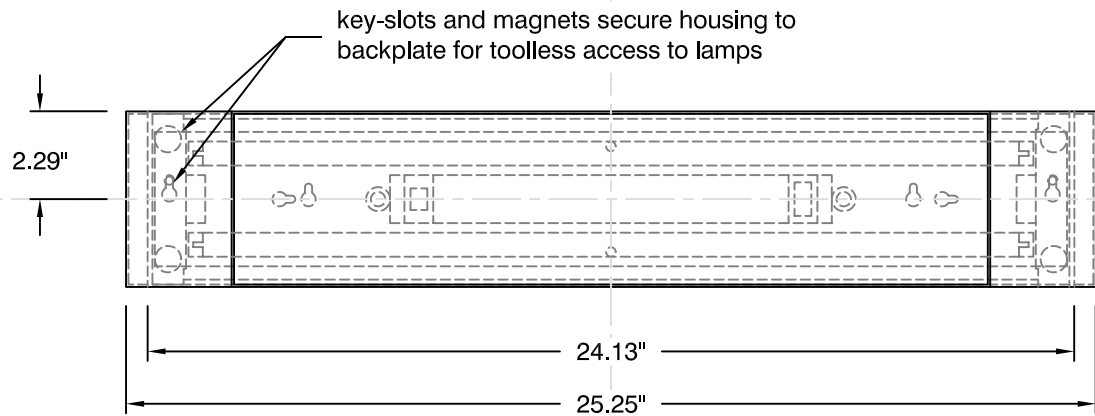 key-slots and magnets secure housing to
backplate for toolless access to lamps
2.29"
24.13"
25.25"